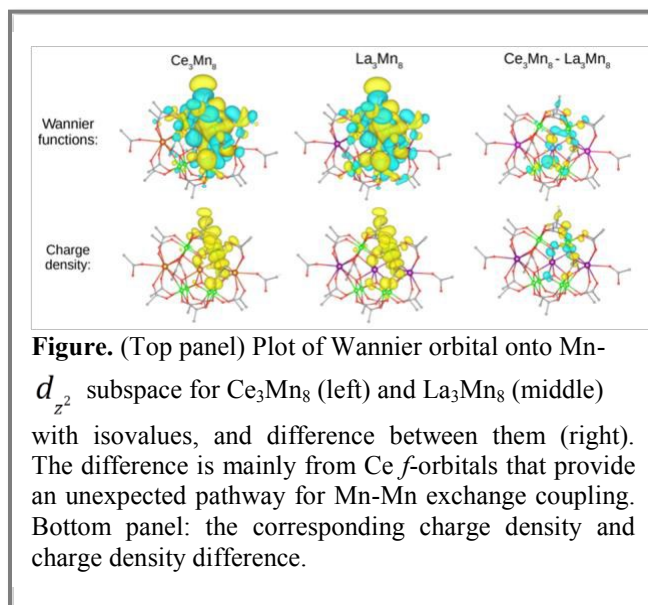 Ce₃Mn₈ La₃Mn₈ Ce₃Mn₈ - La₃Mn₈
Wannier
functions:
Charge
density:
Figure. (Top panel) Plot of Wannier orbital onto Mn-
d_{z²} subspace for Ce₃Mn₈ (left) and La₃Mn₈ (middle)
with isovalues, and difference between them (right).
The difference is mainly from Ce f-orbitals that provide
an unexpected pathway for Mn-Mn exchange coupling.
Bottom panel: the corresponding charge density and
charge density difference.